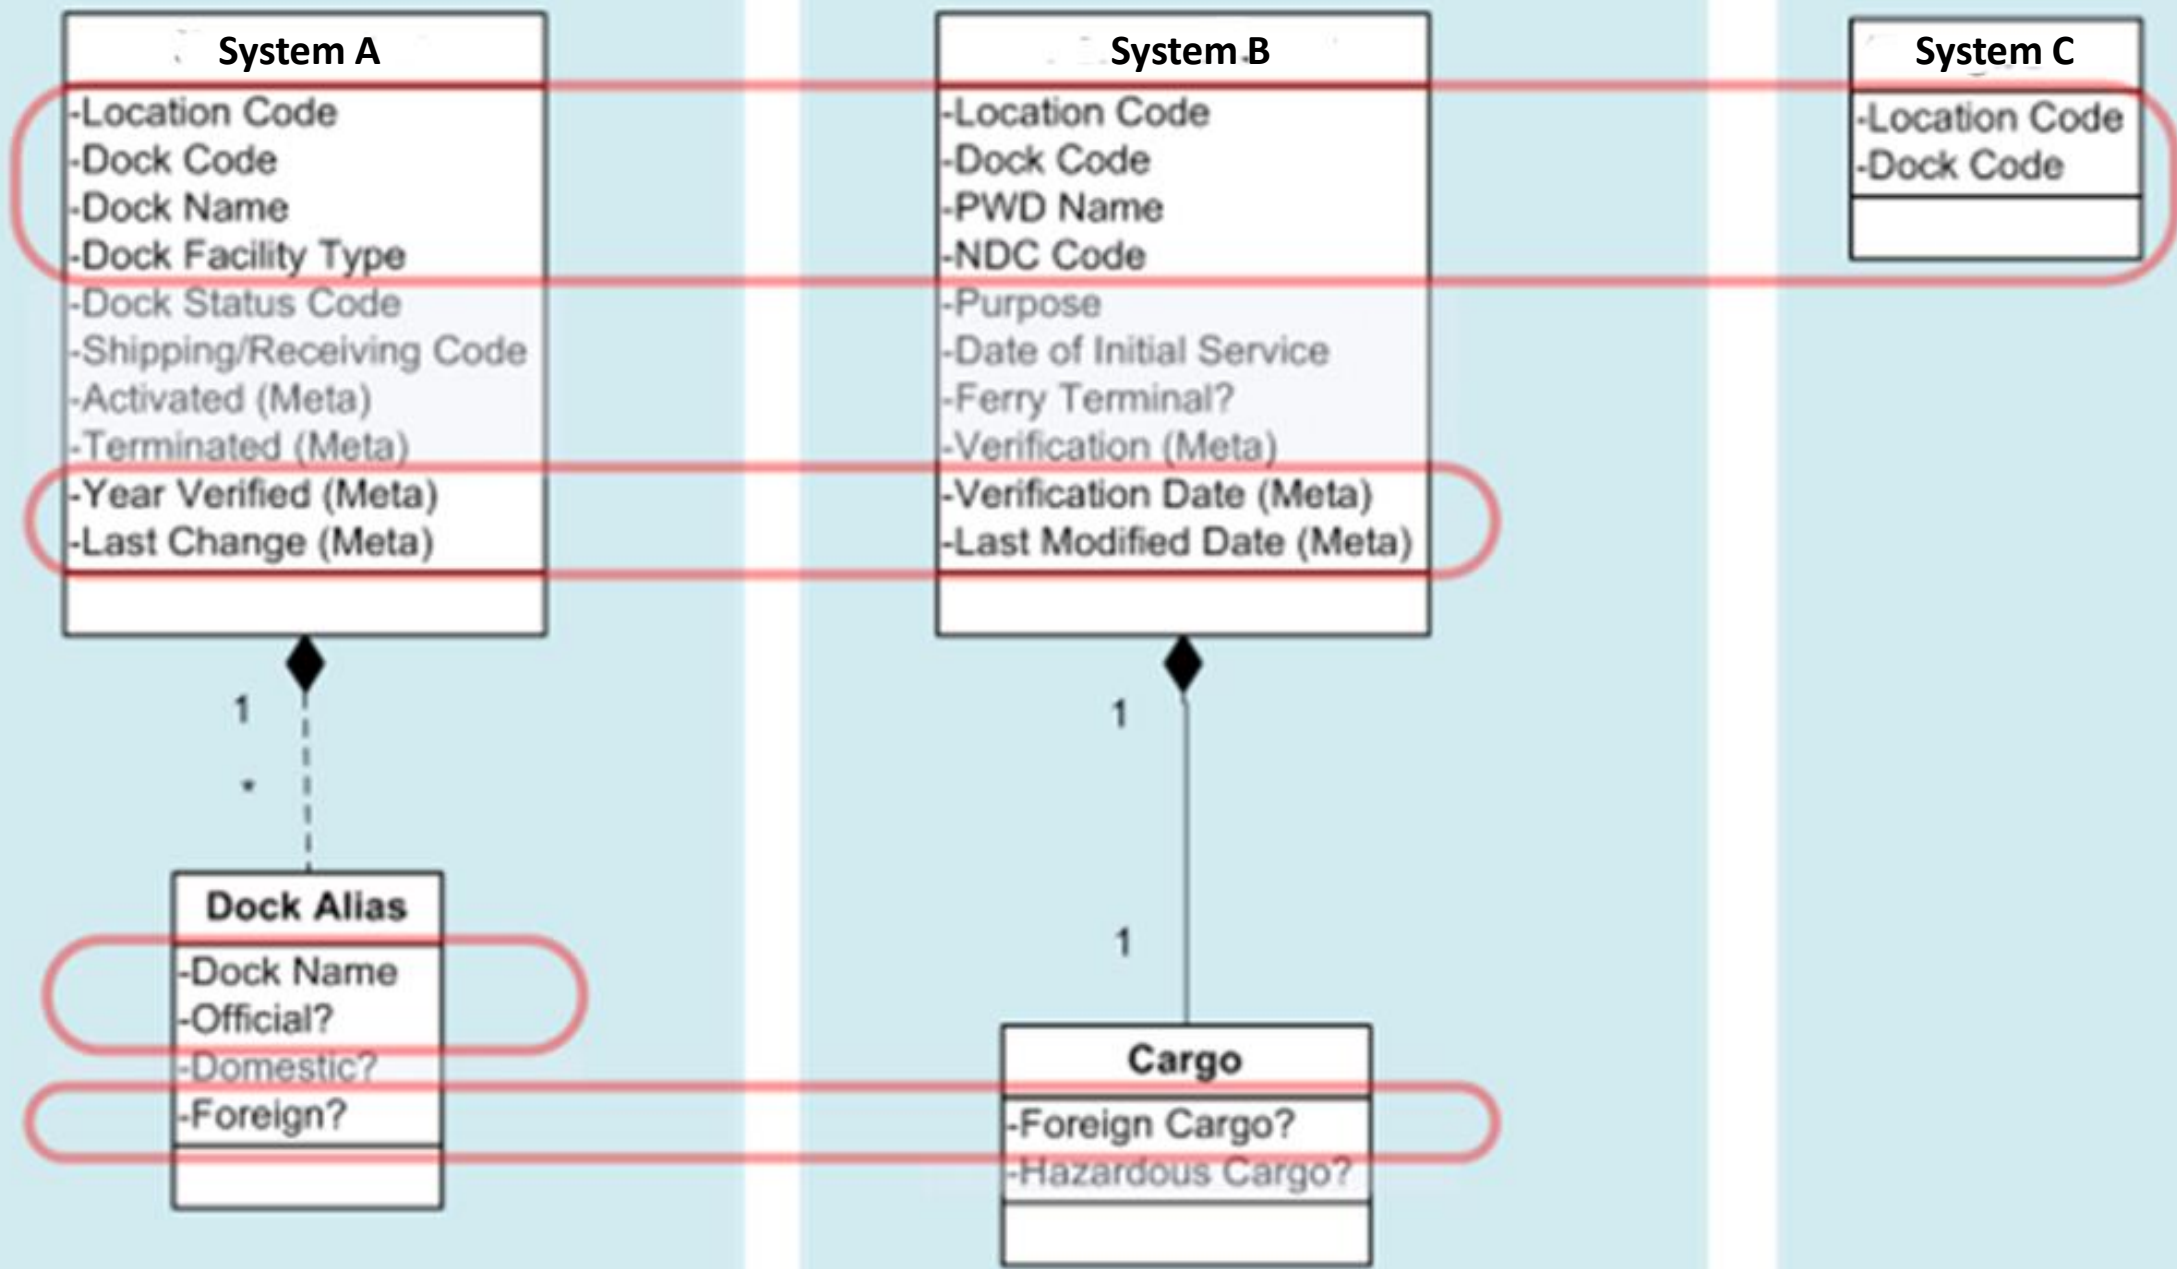 System A
-Location Code
-Dock Code
-Dock Name
-Dock Facility Type
-Dock Status Code
-Shipping/Receiving Code
-Activated (Meta)
-Terminated (Meta)
-Year Verified (Meta)
-Last Change (Meta)
1
*
Dock Alias
-Dock Name
-Official?
-Domestic?
-Foreign?
System B
-Location Code
-Dock Code
-PWD Name
-NDC Code
-Purpose
-Date of Initial Service
-Ferry Terminal?
-Verification (Meta)
-Verification Date (Meta)
-Last Modified Date (Meta)
1
1
Cargo
-Foreign Cargo?
-Hazardous Cargo?
System C
-Location Code
-Dock Code